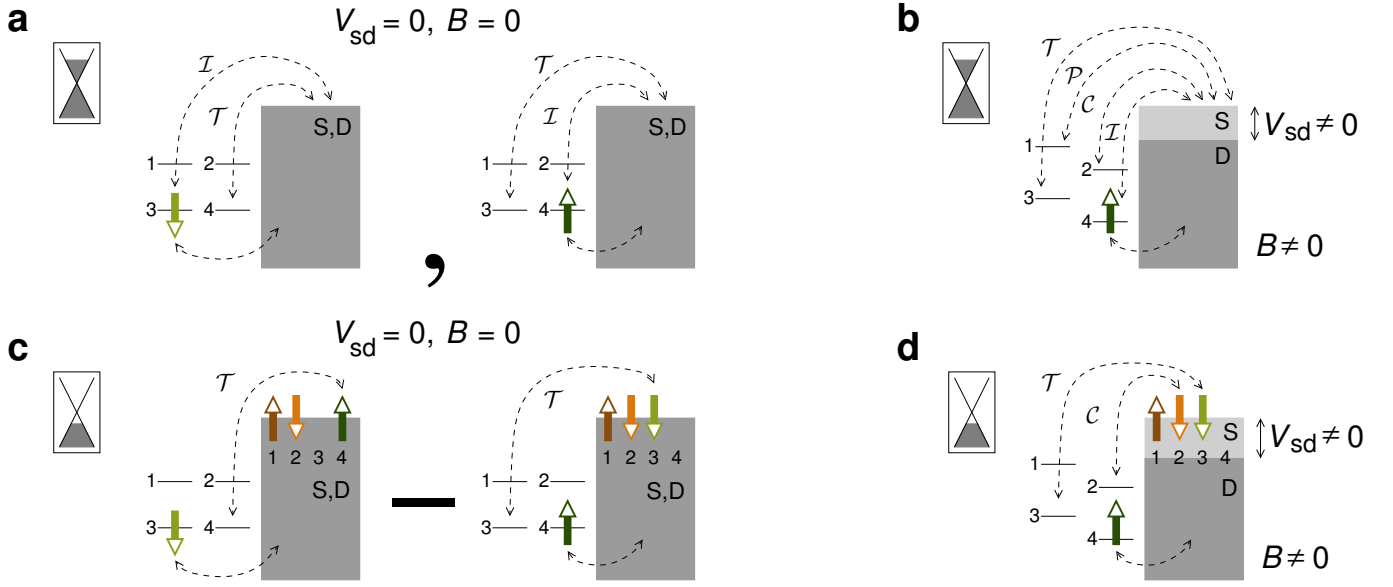 a
V_sd = 0, B = 0
b
I
T
S,D
1 2
3 4
T
I
S,D
1 2
3 4
,
T
P
C
I
S
V_sd ≠ 0
D
1
2
3
4
B ≠ 0
c
V_sd = 0, B = 0
d
T
1 2 3 4
S,D
1 2
3 4
—
T
1 2 3 4
S,D
1 2
3 4
T
C
S
V_sd ≠ 0
1 2 3 4
D
1
2
3
4
B ≠ 0